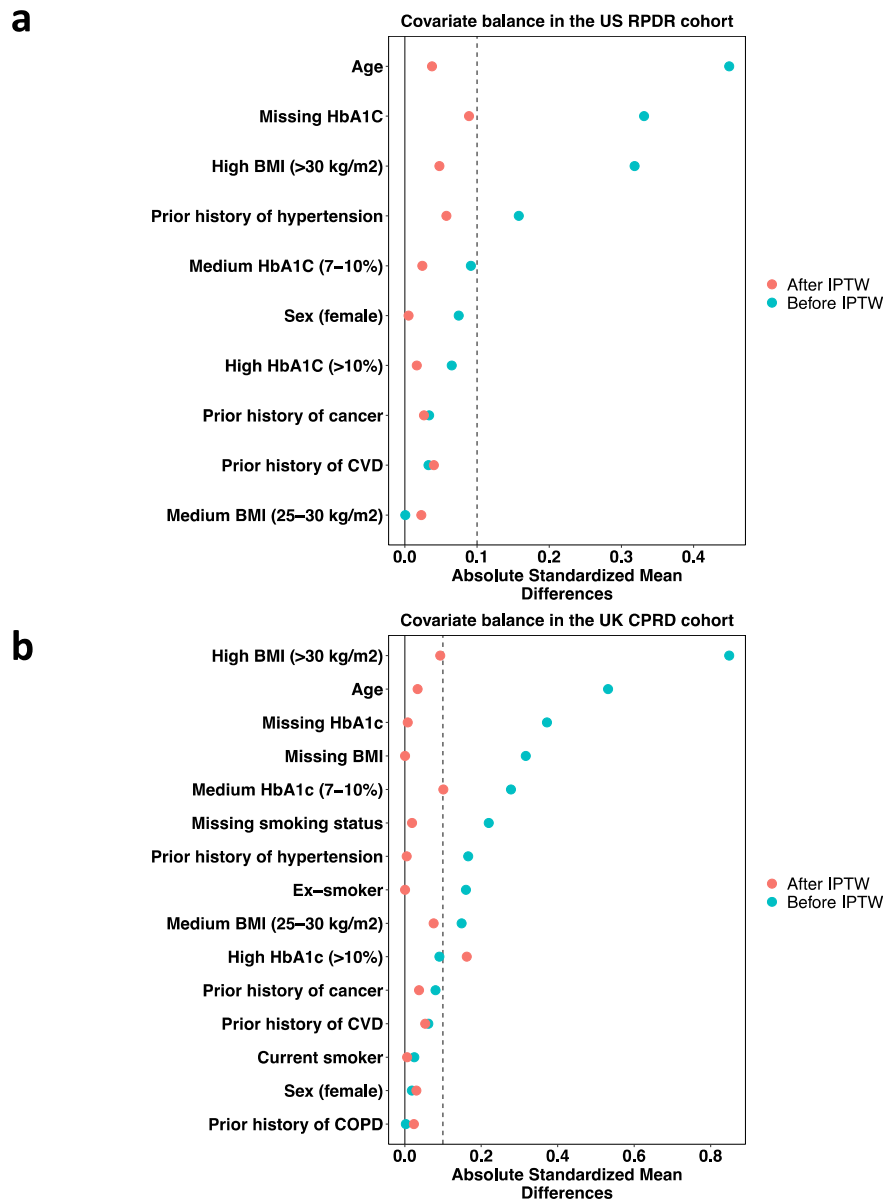 a
Covariate balance in the US RPDR cohort
Age
Missing HbA1C
High BMI (>30 kg/m2)
Prior history of hypertension
Medium HbA1C (7–10%)
Sex (female)
High HbA1C (>10%)
Prior history of cancer
Prior history of CVD
Medium BMI (25–30 kg/m2)
After IPTW
Before IPTW
0.0 0.1 0.2 0.3 0.4
Absolute Standardized Mean
Differences
b
Covariate balance in the UK CPRD cohort
High BMI (>30 kg/m2)
Age
Missing HbA1c
Missing BMI
Medium HbA1c (7–10%)
Missing smoking status
Prior history of hypertension
Ex–smoker
Medium BMI (25–30 kg/m2)
High HbA1c (>10%)
Prior history of cancer
Prior history of CVD
Current smoker
Sex (female)
Prior history of COPD
After IPTW
Before IPTW
0.0 0.2 0.4 0.6 0.8
Absolute Standardized Mean
Differences